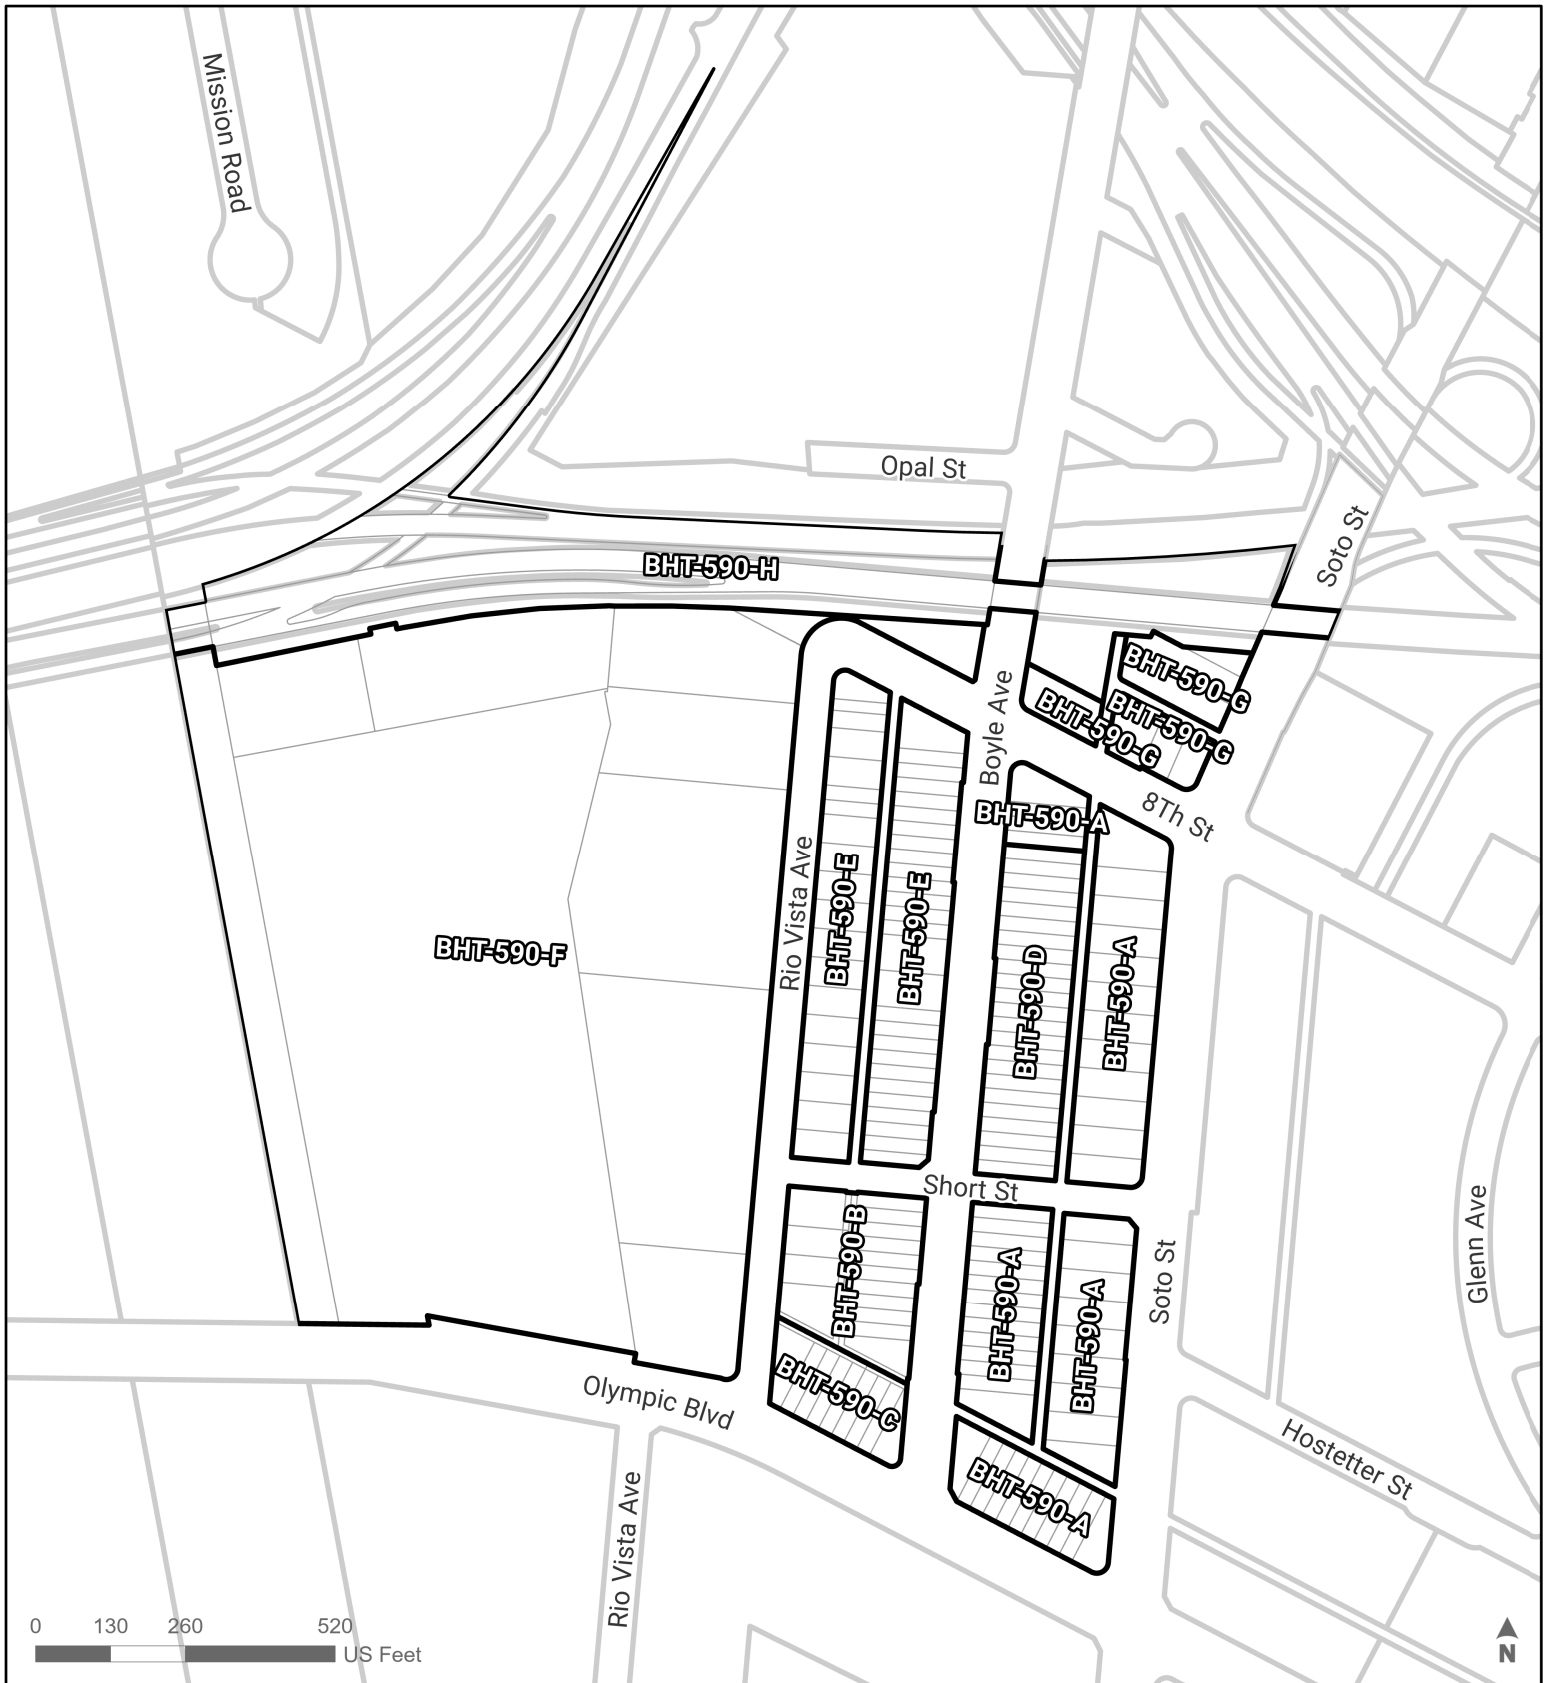 Mission Road
Opal St
Soto St
BHT-590-H
BHT-590-G
BHT-590-G
BHT-590-G
Boyle Ave
8Th St
BHT-590-A
Rio Vista Ave
BHT-590-E
BHT-590-E
BHT-590-F
BHT-590-D
BHT-590-A
Short St
BHT-590-B
BHT-590-A
BHT-590-A
Soto St
Glenn Ave
BHT-590-C
Olympic Blvd
Hostetter St
BHT-590-A
Rio Vista Ave
0 130 260 520
US Feet
N